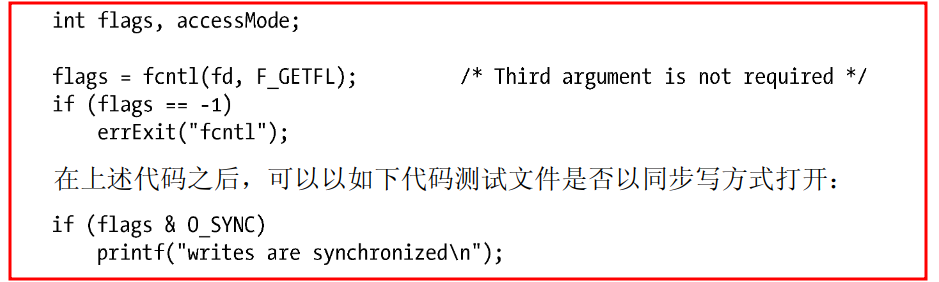 int flags, accessMode;
flags = fcntl(fd, F_GETFL);          /* Third argument is not required */
if (flags == -1)
    errExit("fcntl");
在上述代码之后，可以以如下代码测试文件是否以同步写方式打开：
if (flags & O_SYNC)
    printf("writes are synchronized\n");